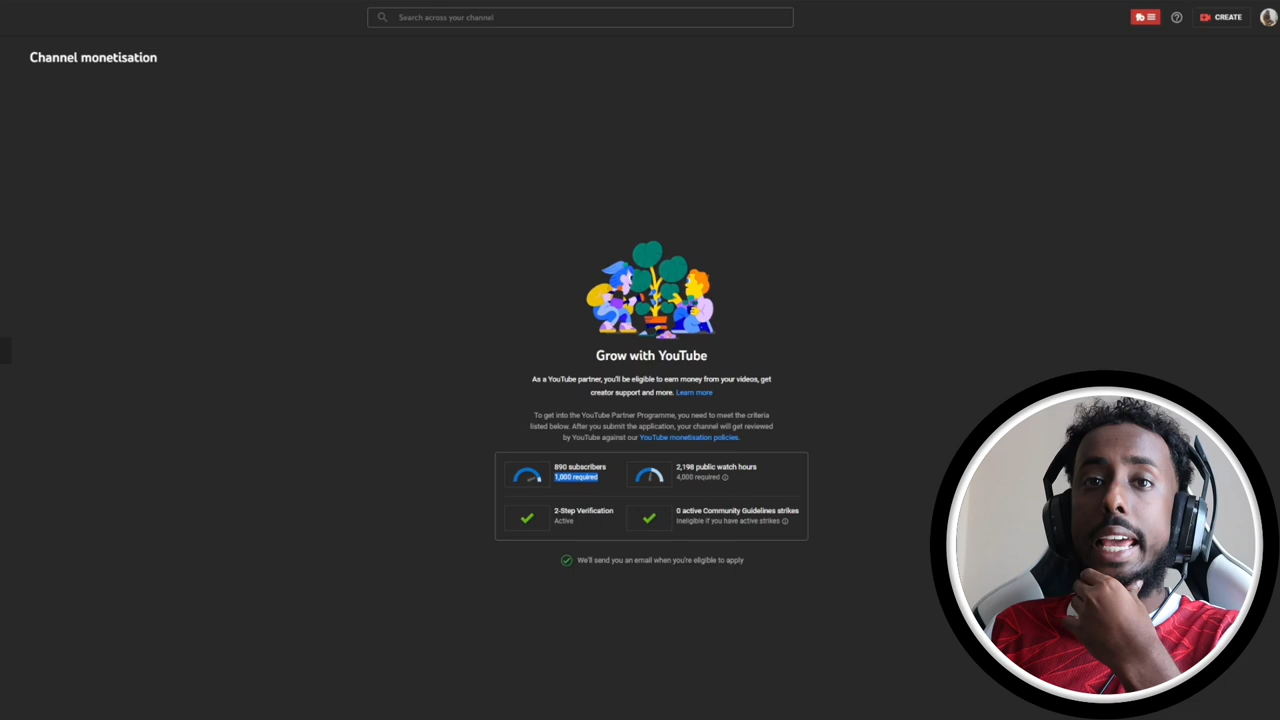 Search across your channel
CREATE
Channel monetisation
Grow with YouTube
As a YouTube partner, you'll be eligible to earn money from your videos, get
creator support and more. Learn more
To get into the YouTube Partner Programme, you need to meet the criteria
listed below. After you submit the application, your channel will get reviewed
by YouTube against our YouTube monetisation policies.
890 subscribers
1,000 required
2,198 public watch hours
4,000 required
2-Step Verification
Active
0 active Community Guidelines strikes
Ineligible if you have active strikes
We'll send you an email when you're eligible to apply